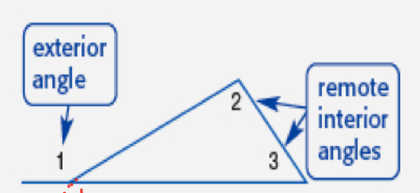 exterior
angle
1
2
3
remote
interior
angles